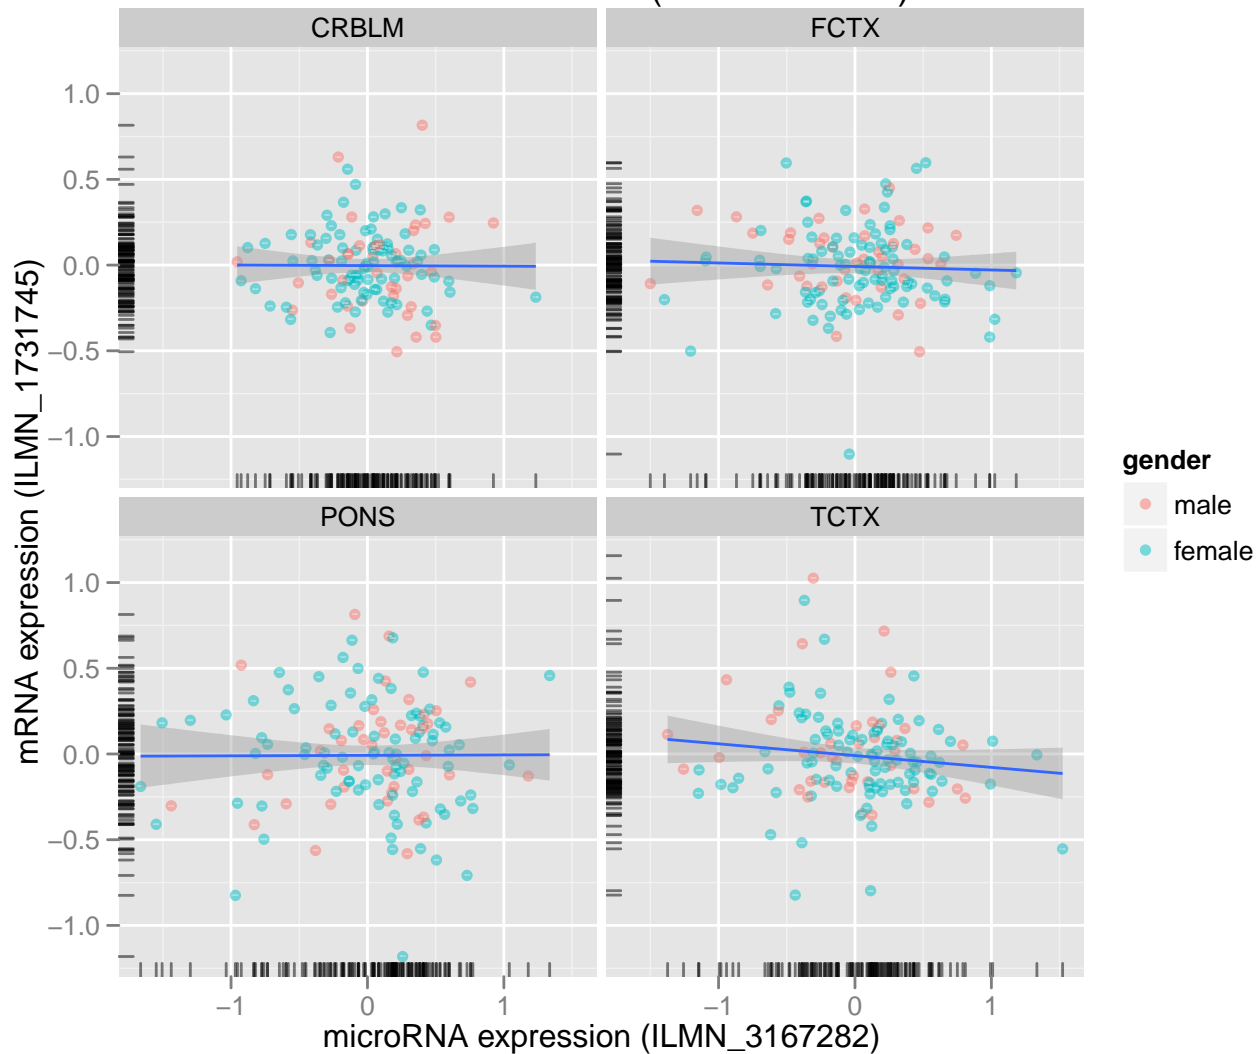 CRBLM
FCTX
1.0
0.5
0.0
−0.5
−1.0
PONS
TCTX
1.0
0.5
0.0
−0.5
−1.0
−1
0
1
−1
0
1
mRNA expression (ILMN_1731745)
microRNA expression (ILMN_3167282)
gender
male
female